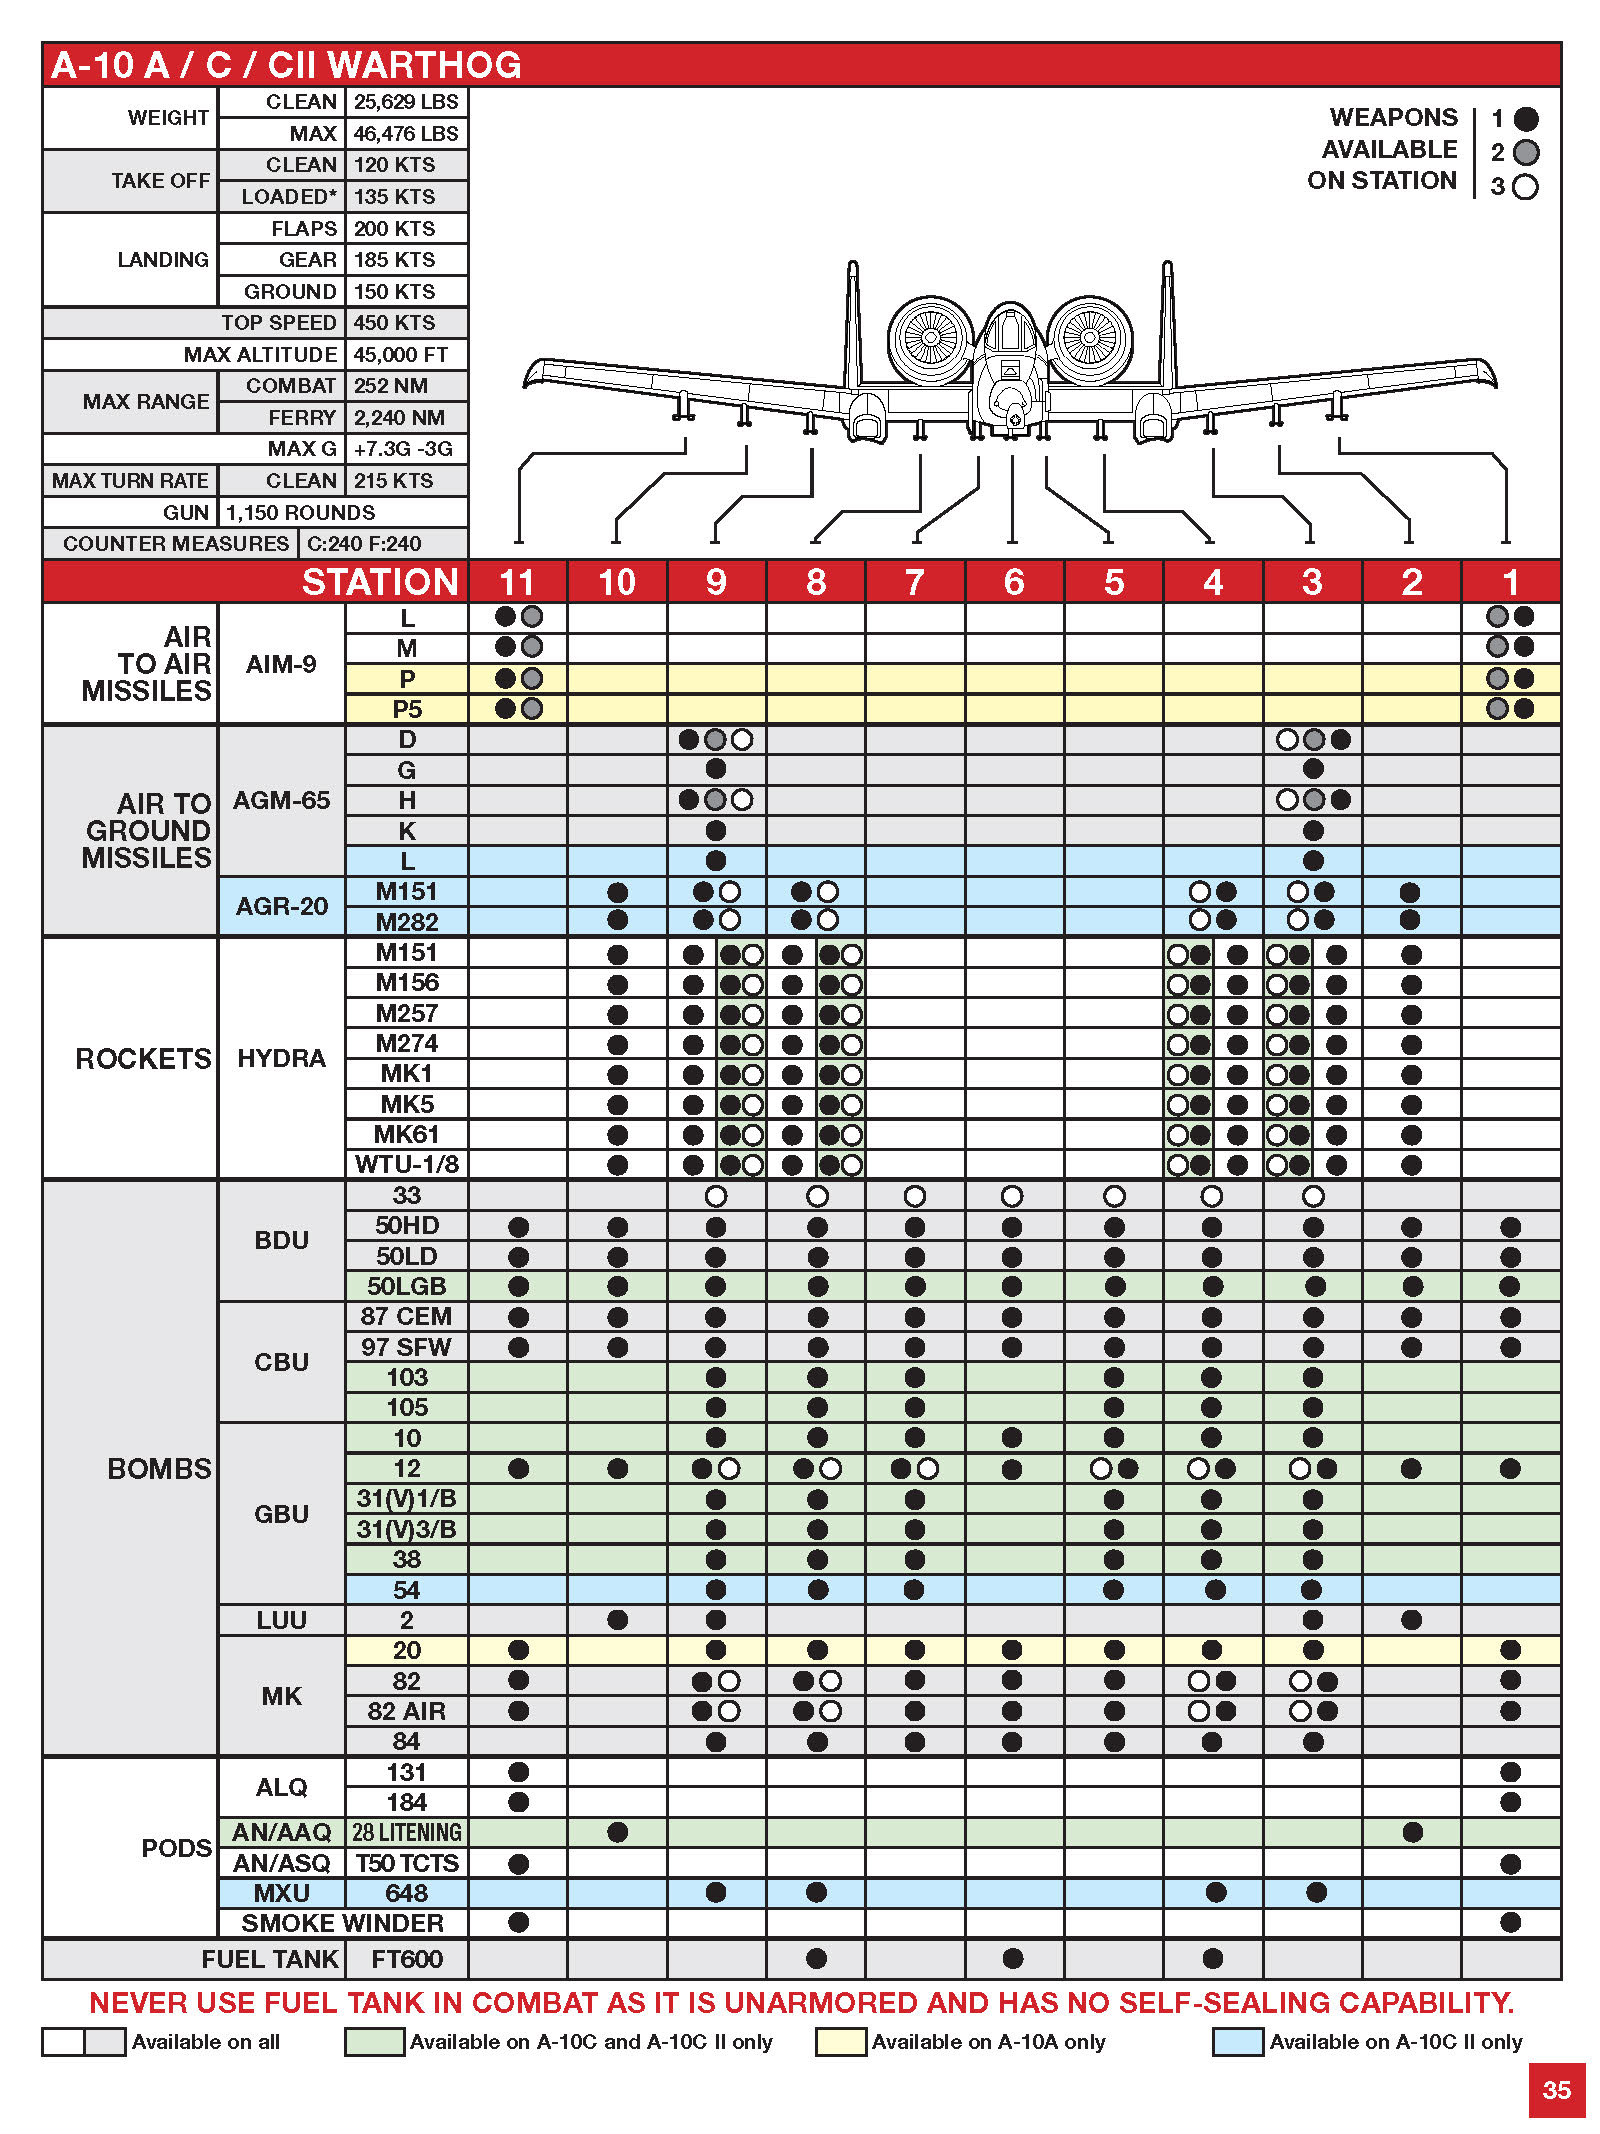 A-10 A / C / CII WARTHOG
WEIGHT CLEAN 25,629 LBS
MAX 46,476 LBS
TAKE OFF CLEAN 120 KTS
LOADED* 135 KTS
LANDING FLAPS 200 KTS
GEAR 185 KTS
GROUND 150 KTS
TOP SPEED 450 KTS
MAX ALTITUDE 45,000 FT
MAX RANGE COMBAT 252 NM
FERRY 2,240 NM
MAX G +7.3G -3G
MAX TURN RATE CLEAN 215 KTS
GUN 1,150 ROUNDS
COUNTER MEASURES C:240 F:240
WEAPONS 1
AVAILABLE 2
ON STATION 3
STATION 11 10 9 8 7 6 5 4 3 2 1
AIR
TO AIR
MISSILES
AIM-9
L
M
P
P5
AIR TO
GROUND
MISSILES
AGM-65
D
G
H
K
L
AGR-20
M151
M282
ROCKETS
HYDRA
M151
M156
M257
M274
MK1
MK5
MK61
WTU-1/8
BOMBS
BDU
33
50HD
50LD
50LGB
CBU
87 CEM
97 SFW
103
105
GBU
10
12
31(V)1/B
31(V)3/B
38
54
LUU 2
MK
20
82
82 AIR
84
PODS
ALQ
131
184
AN/AAQ 28 LITENING
AN/ASQ T50 TCTS
MXU 648
SMOKE WINDER
FUEL TANK FT600
NEVER USE FUEL TANK IN COMBAT AS IT IS UNARMORED AND HAS NO SELF-SEALING CAPABILITY.
Available on all
Available on A-10C and A-10C II only
Available on A-10A only
Available on A-10C II only
35